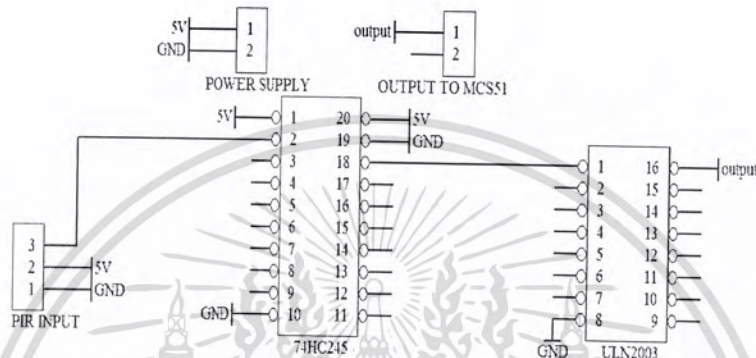 5V 1
GND 2
POWER SUPPLY
output 1
2
OUTPUT TO MCS51
5V 1 20 5V
2 19 GND
3 18
4 17
5 16
6 15
7 14
8 13
9 12
GND 10 11
74HC245
3
2 5V
1 GND
PIR INPUT
1 16 output
2 15
3 14
4 13
5 12
6 11
7 10
8 9
GND
ULN2003